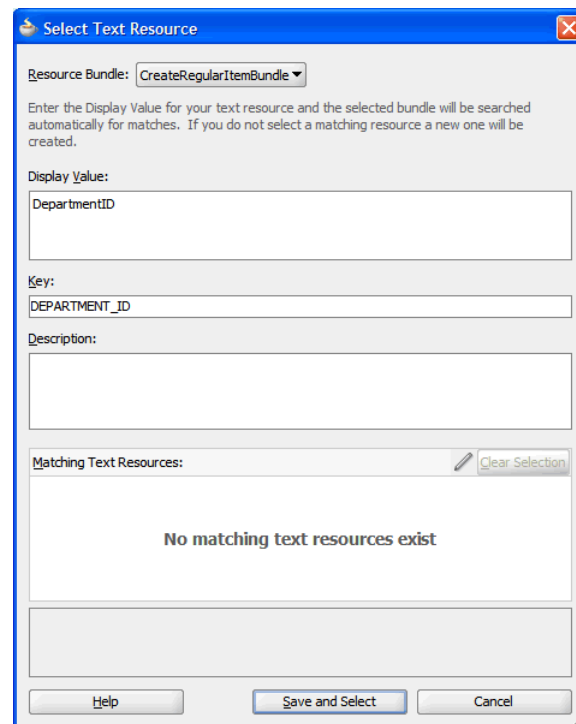 Select Text Resource
Resource Bundle: CreateRegularItemBundle
Enter the Display Value for your text resource and the selected bundle will be searched
automatically for matches. If you do not select a matching resource a new one will be
created.
Display Value:
DepartmentID
Key:
DEPARTMENT_ID
Description:
Matching Text Resources: Clear Selection
No matching text resources exist
Help Save and Select Cancel